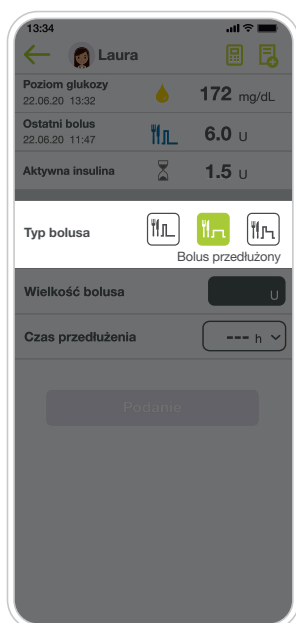 13:34
Laura
Poziom glukozy
22.06.20 13:32
172 mg/dL
Ostatni bolus
22.06.20 11:47
6.0 U
Aktywna insulina
1.5 U
Typ bolusa
Bolus przedłużony
Wielkość bolusa
U
Czas przedłużenia
--- h
Podanie